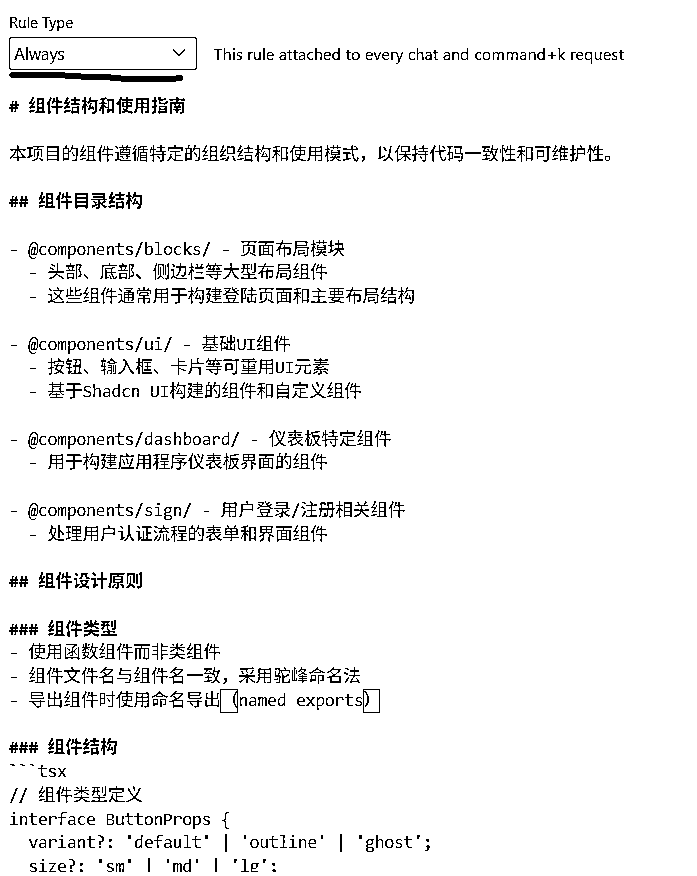 Rule Type
Always
This rule attached to every chat and command+k request
# 组件结构和使用指南
本项目的组件遵循特定的组织结构和使用模式，以保持代码一致性和可维护性。
## 组件目录结构
- @components/blocks/ - 页面布局模块
- 头部、底部、侧边栏等大型布局组件
- 这些组件通常用于构建登陆页面和主要布局结构
- @components/ui/ - 基础UI组件
- 按钮、输入框、卡片等可重用UI元素
- 基于Shadcn UI构建的组件和自定义组件
- @components/dashboard/ - 仪表板特定组件
- 用于构建应用程序仪表板界面的组件
- @components/sign/ - 用户登录/注册相关组件
- 处理用户认证流程的表单和界面组件
## 组件设计原则
### 组件类型
- 使用函数组件而非类组件
- 组件文件名与组件名一致，采用驼峰命名法
- 导出组件时使用命名导出（named exports）
### 组件结构
```tsx
// 组件类型定义
interface ButtonProps {
variant?: 'default' | 'outline' | 'ghost';
size?: 'sm' | 'md' | 'lg';